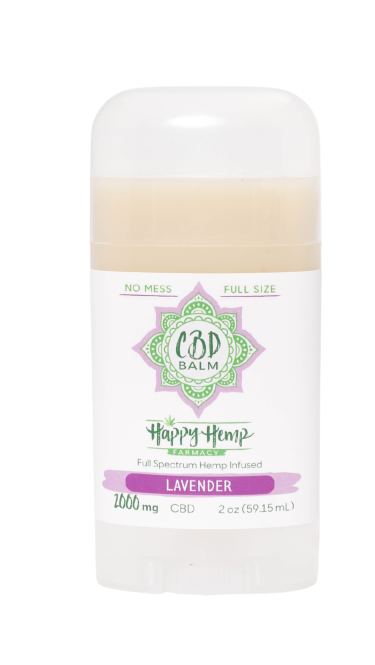 NO MESS FULL SIZE
CBD
BALM
Happy Hemp
FARMACY
Full Spectrum Hemp Infused
LAVENDER
2000 mg CBD 2 oz (59.15 mL)